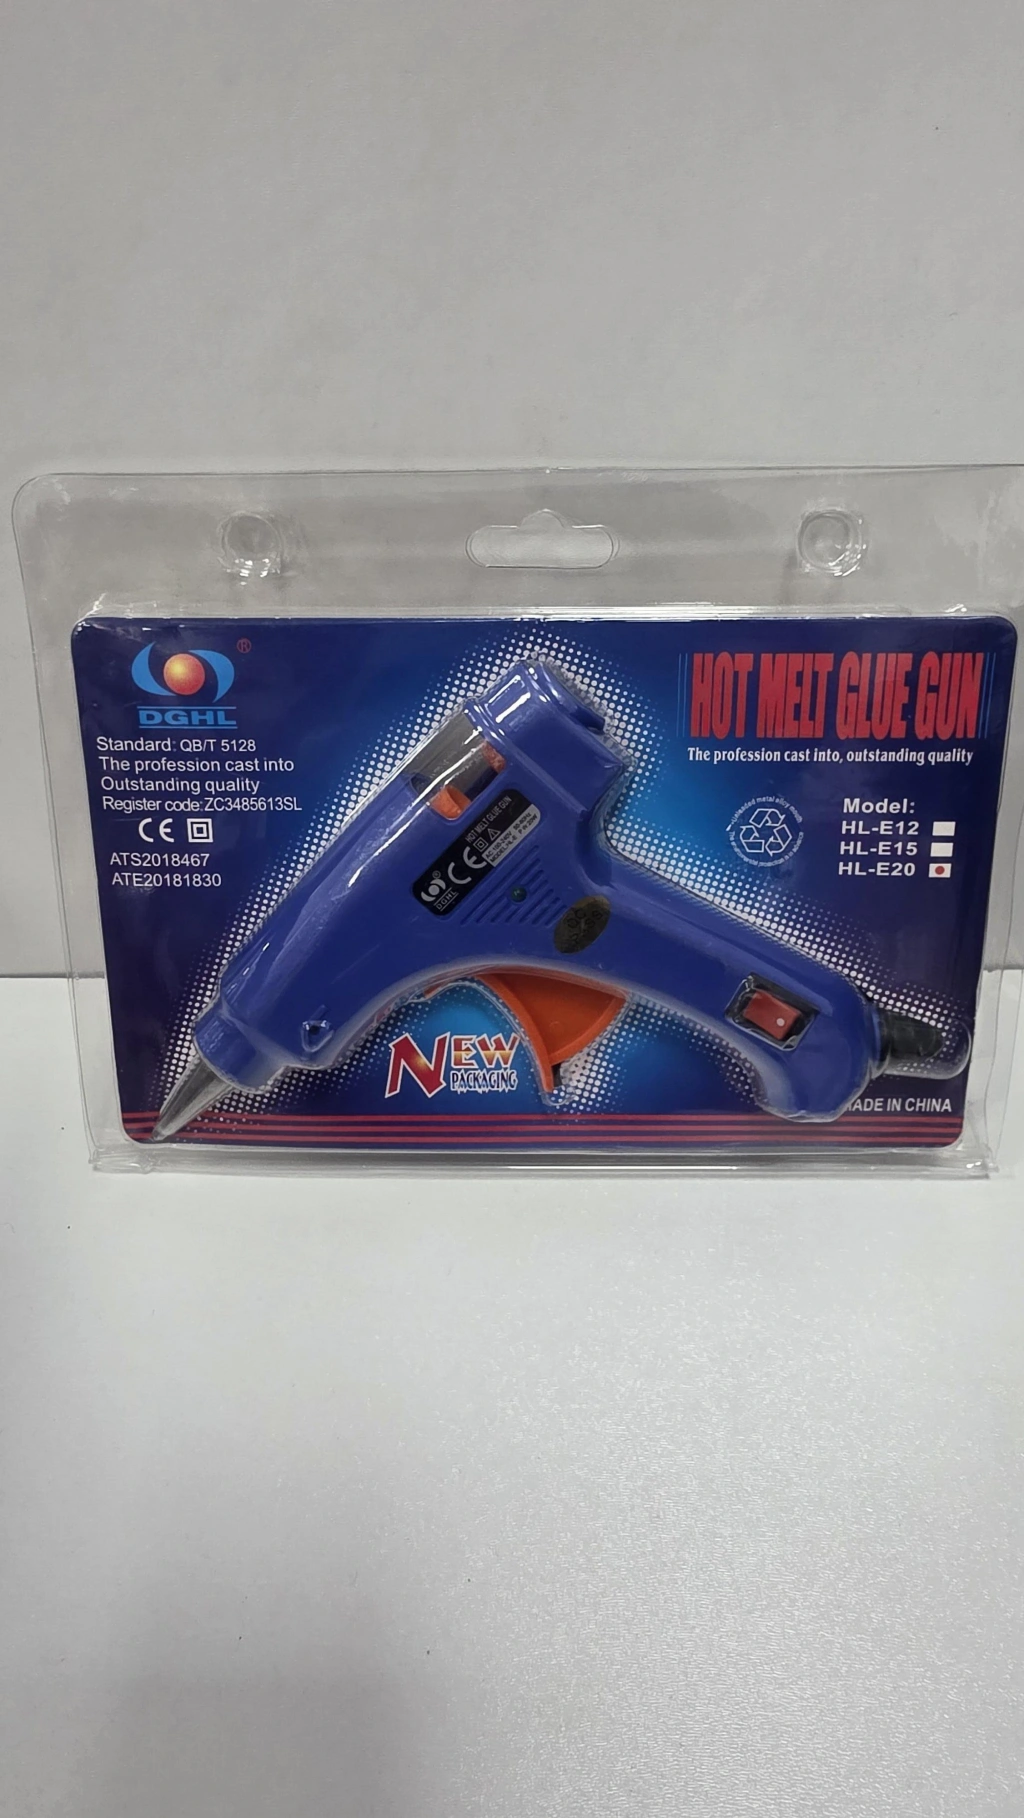 ®
DGHL
Standard: QB/T 5128
The profession cast into
Outstanding quality
Register code: ZC3485613SL
CE
ATS2018467
ATE20181830
HOT MELT GLUE GUN
The profession cast into, outstanding quality
Model:
HL-E12
HL-E15
HL-E20
HOT MELT GLUE GUN
CE
DGHL
NEW
PACKAGING
ADE IN CHINA